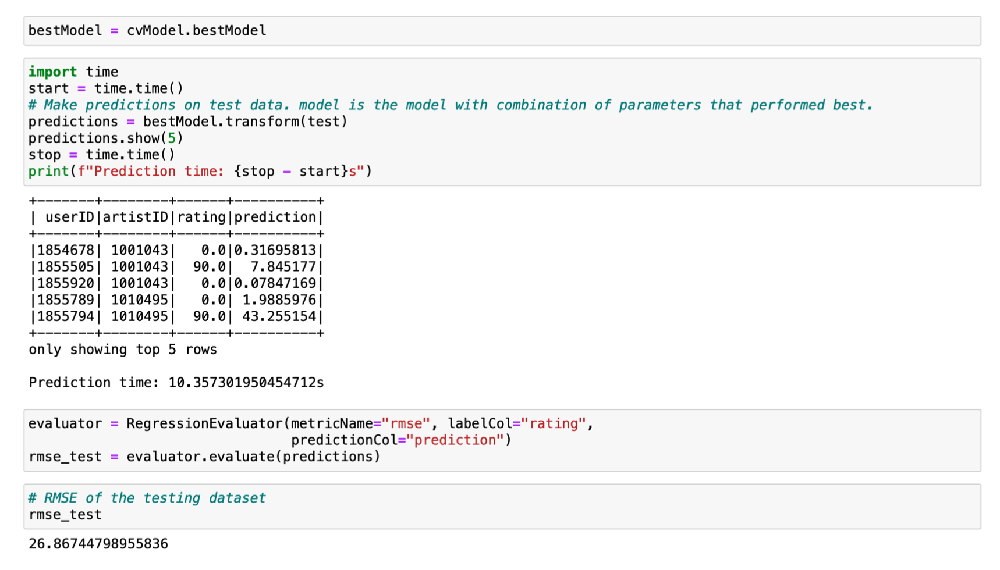 bestModel = cvModel.bestModel
import time
start = time.time()
# Make predictions on test data. model is the model with combination of parameters that performed best.
predictions = bestModel.transform(test)
predictions.show(5)
stop = time.time()
print(f"Prediction time: {stop - start}s")
+-------+--------+------+----------+
| userID|artistID|rating|prediction|
+-------+--------+------+----------+
|1854678| 1001043|   0.0|0.31695813|
|1855505| 1001043|  90.0|  7.845177|
|1855920| 1001043|   0.0|0.07847169|
|1855789| 1010495|   0.0| 1.9885976|
|1855794| 1010495|  90.0| 43.255154|
+-------+--------+------+----------+
only showing top 5 rows
Prediction time: 10.357301950454712s
evaluator = RegressionEvaluator(metricName="rmse", labelCol="rating",
                                predictionCol="prediction")
rmse_test = evaluator.evaluate(predictions)
# RMSE of the testing dataset
rmse_test
26.86744798955836